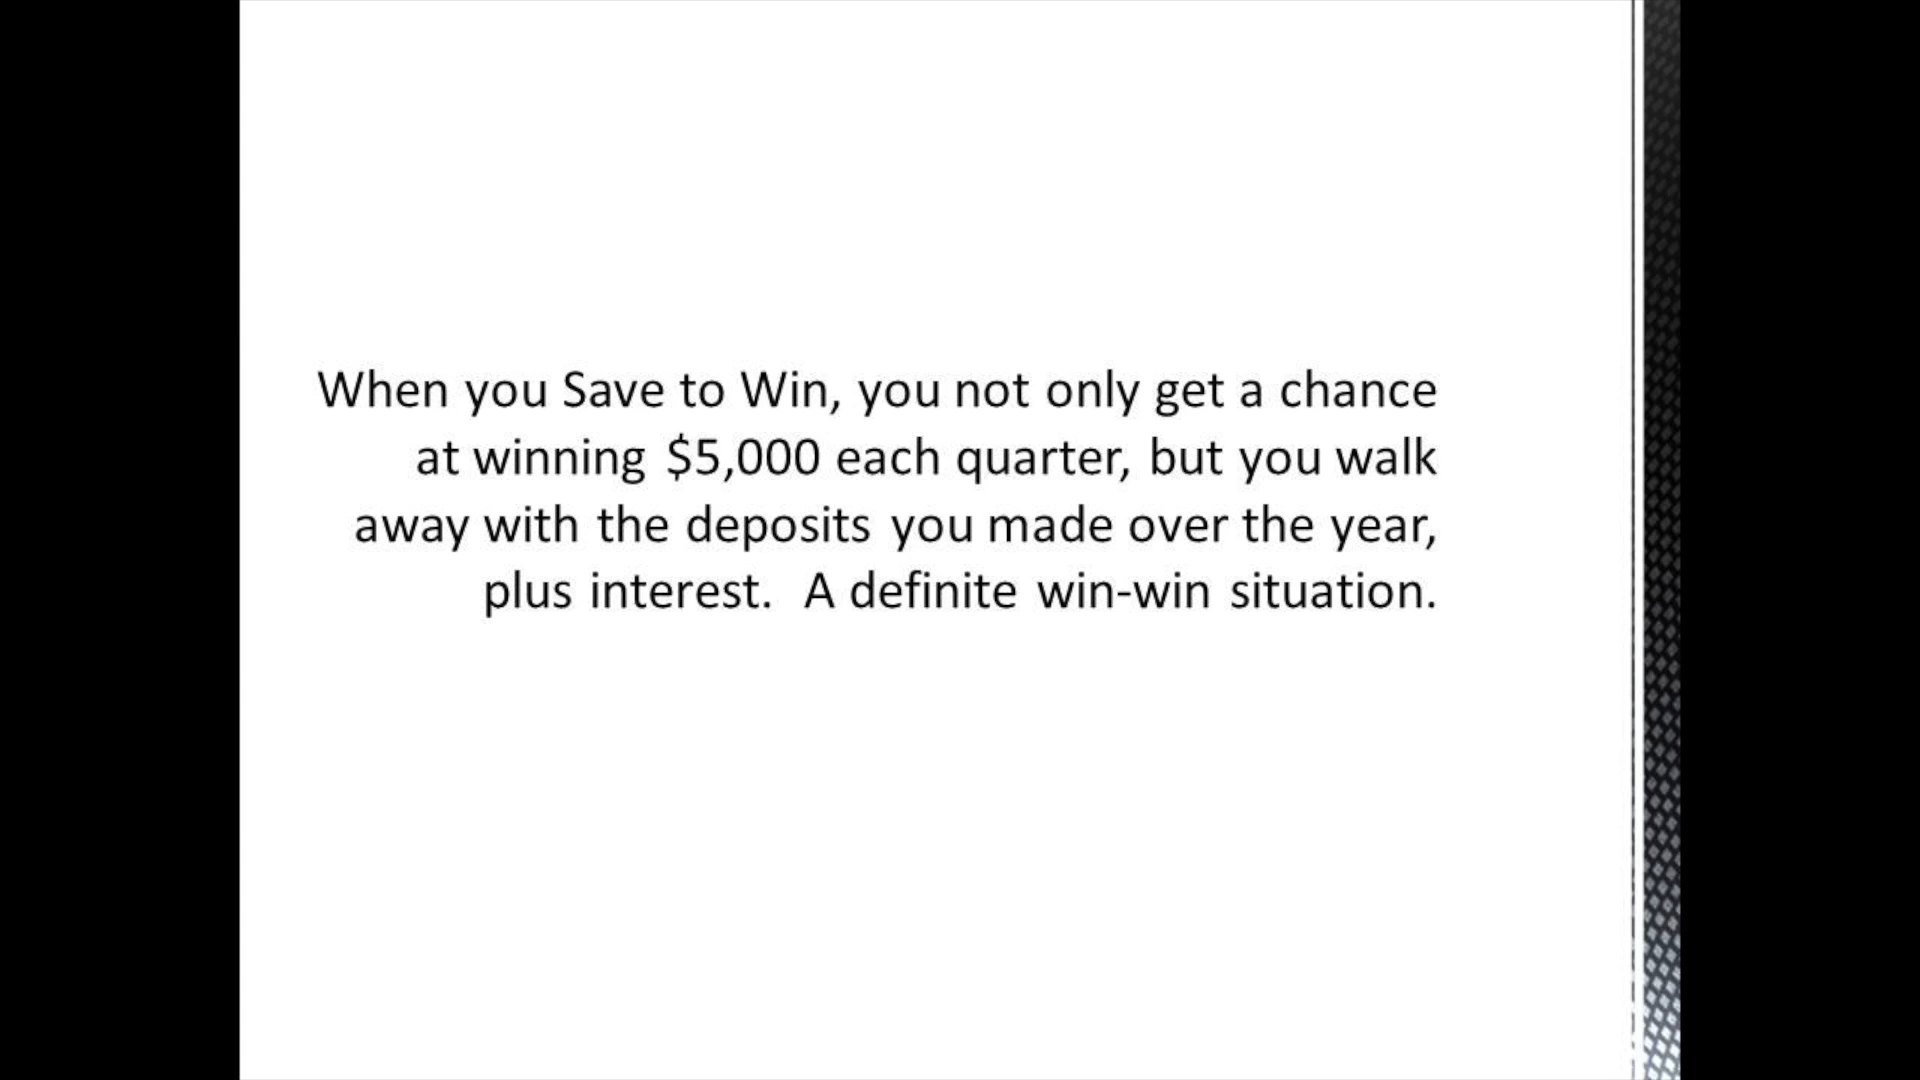 When you Save to Win, you not only get a chance
at winning $5,000 each quarter, but you walk
away with the deposits you made over the year,
plus interest.  A definite win-win situation.